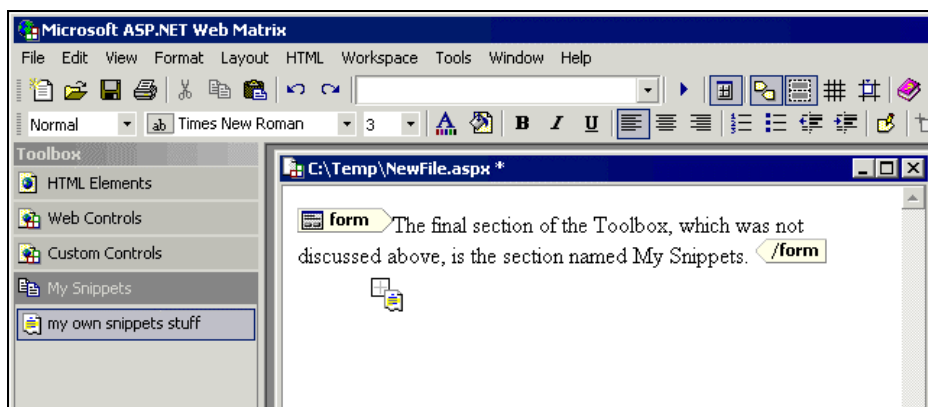 Microsoft ASP.NET Web Matrix
File Edit View Format Layout HTML Workspace Tools Window Help
Normal ab Times New Roman 3 A B I U
Toolbox
HTML Elements
Web Controls
Custom Controls
My Snippets
my own snippets stuff
C:\Temp\NewFile.aspx *
form The final section of the Toolbox, which was not
discussed above, is the section named My Snippets. /form